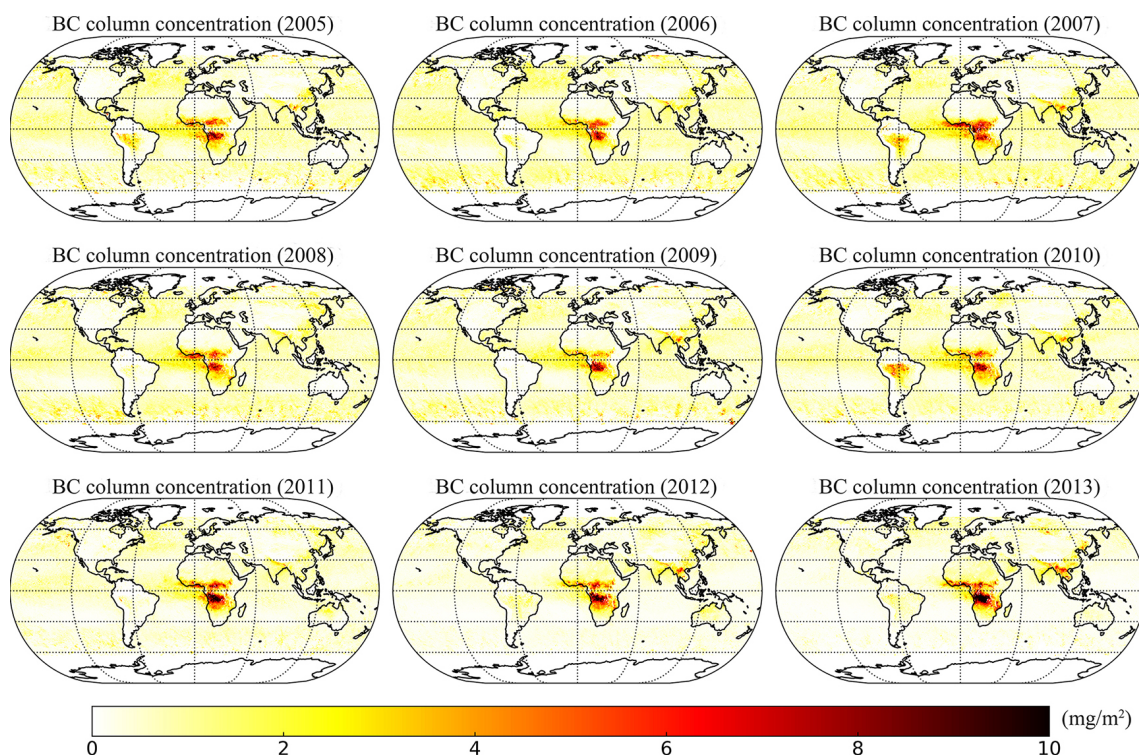 BC column concentration (2005)
BC column concentration (2006)
BC column concentration (2007)
BC column concentration (2008)
BC column concentration (2009)
BC column concentration (2010)
BC column concentration (2011)
BC column concentration (2012)
BC column concentration (2013)
(mg/m²)
0 2 4 6 8 10